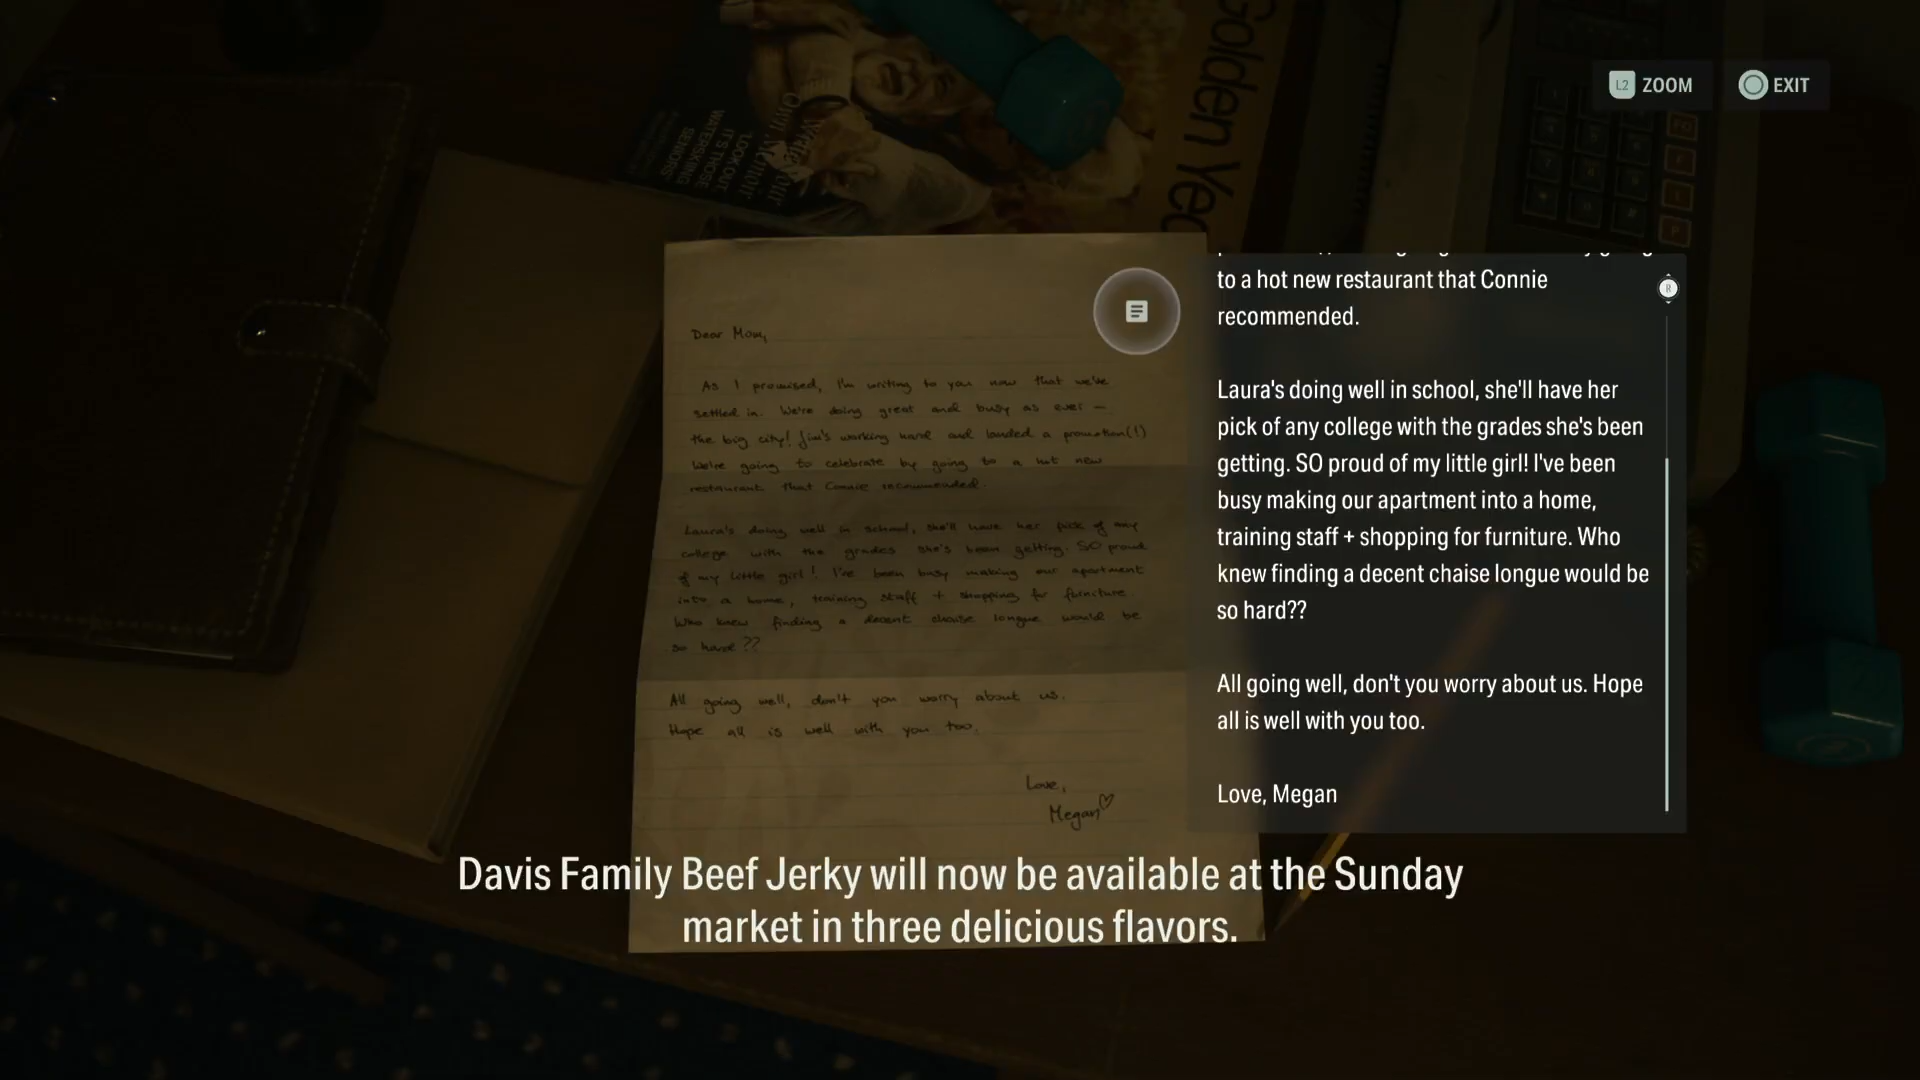 Golden Yea
"LOOK OUT,
IT'S THOSE
WATERSKIING
SENIORS"
L2 ZOOM
EXIT
Dear Mom,
As I promised, I'm writing to you now that we've
settled in. We're doing great and busy as ever –
the big city! Jim's working hard and landed a promotion(!)
We're going to celebrate by going to a hot new
restaurant that Connie recommended.
Laura's doing well in school, she'll have her pick of any
college with the grades she's been getting. SO proud
of my little girl! I've been busy making our apartment
into a home, training staff + shopping for furniture.
Who knew finding a decent chaise longue would be
so hard??
All going well, don't you worry about us.
Hope all is well with you too.
Love,
Megan♡
to a hot new restaurant that Connie
recommended.
R
Laura's doing well in school, she'll have her
pick of any college with the grades she's been
getting. SO proud of my little girl! I've been
busy making our apartment into a home,
training staff + shopping for furniture. Who
knew finding a decent chaise longue would be
so hard??
All going well, don't you worry about us. Hope
all is well with you too.
Love, Megan
Davis Family Beef Jerky will now be available at the Sunday
market in three delicious flavors.